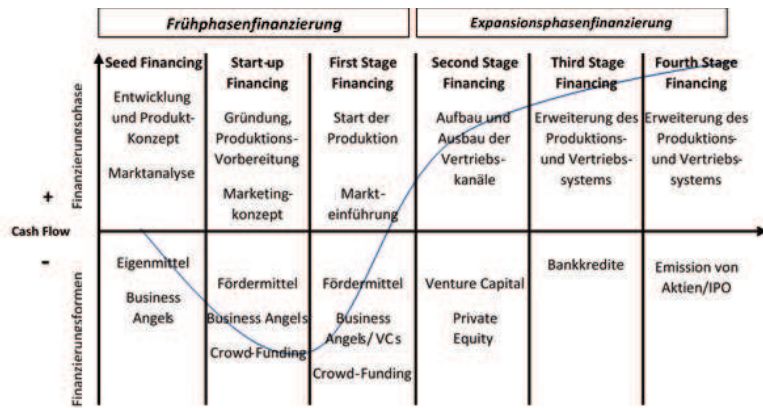 Frühphasenfinanzierung
Expansionsphasenfinanzierung
Finanzierungsphase
Seed Financing
Entwicklung
und Produkt-
Konzept
Marktanalyse
Start-up
Financing
Gründung,
Produktions-
Vorbereitung
Marketing-
konzept
First Stage
Financing
Start der
Produktion
Markt-
einführung
Second Stage
Financing
Aufbau und
Ausbau der
Vertriebs-
kanäle
Third Stage
Financing
Erweiterung des
Produktions-
und Vertriebs-
systems
Fourth Stage
Financing
Erweiterung des
Produktions-
und Vertriebs-
systems
+
Cash Flow
-
Finanzierungsformen
Eigenmittel
Business
Angels
Fördermittel
Business Angels
Crowd-Funding
Fördermittel
Business
Angels/ VCs
Crowd-Funding
Venture Capital
Private
Equity
Bankkredite
Emission von
Aktien/IPO